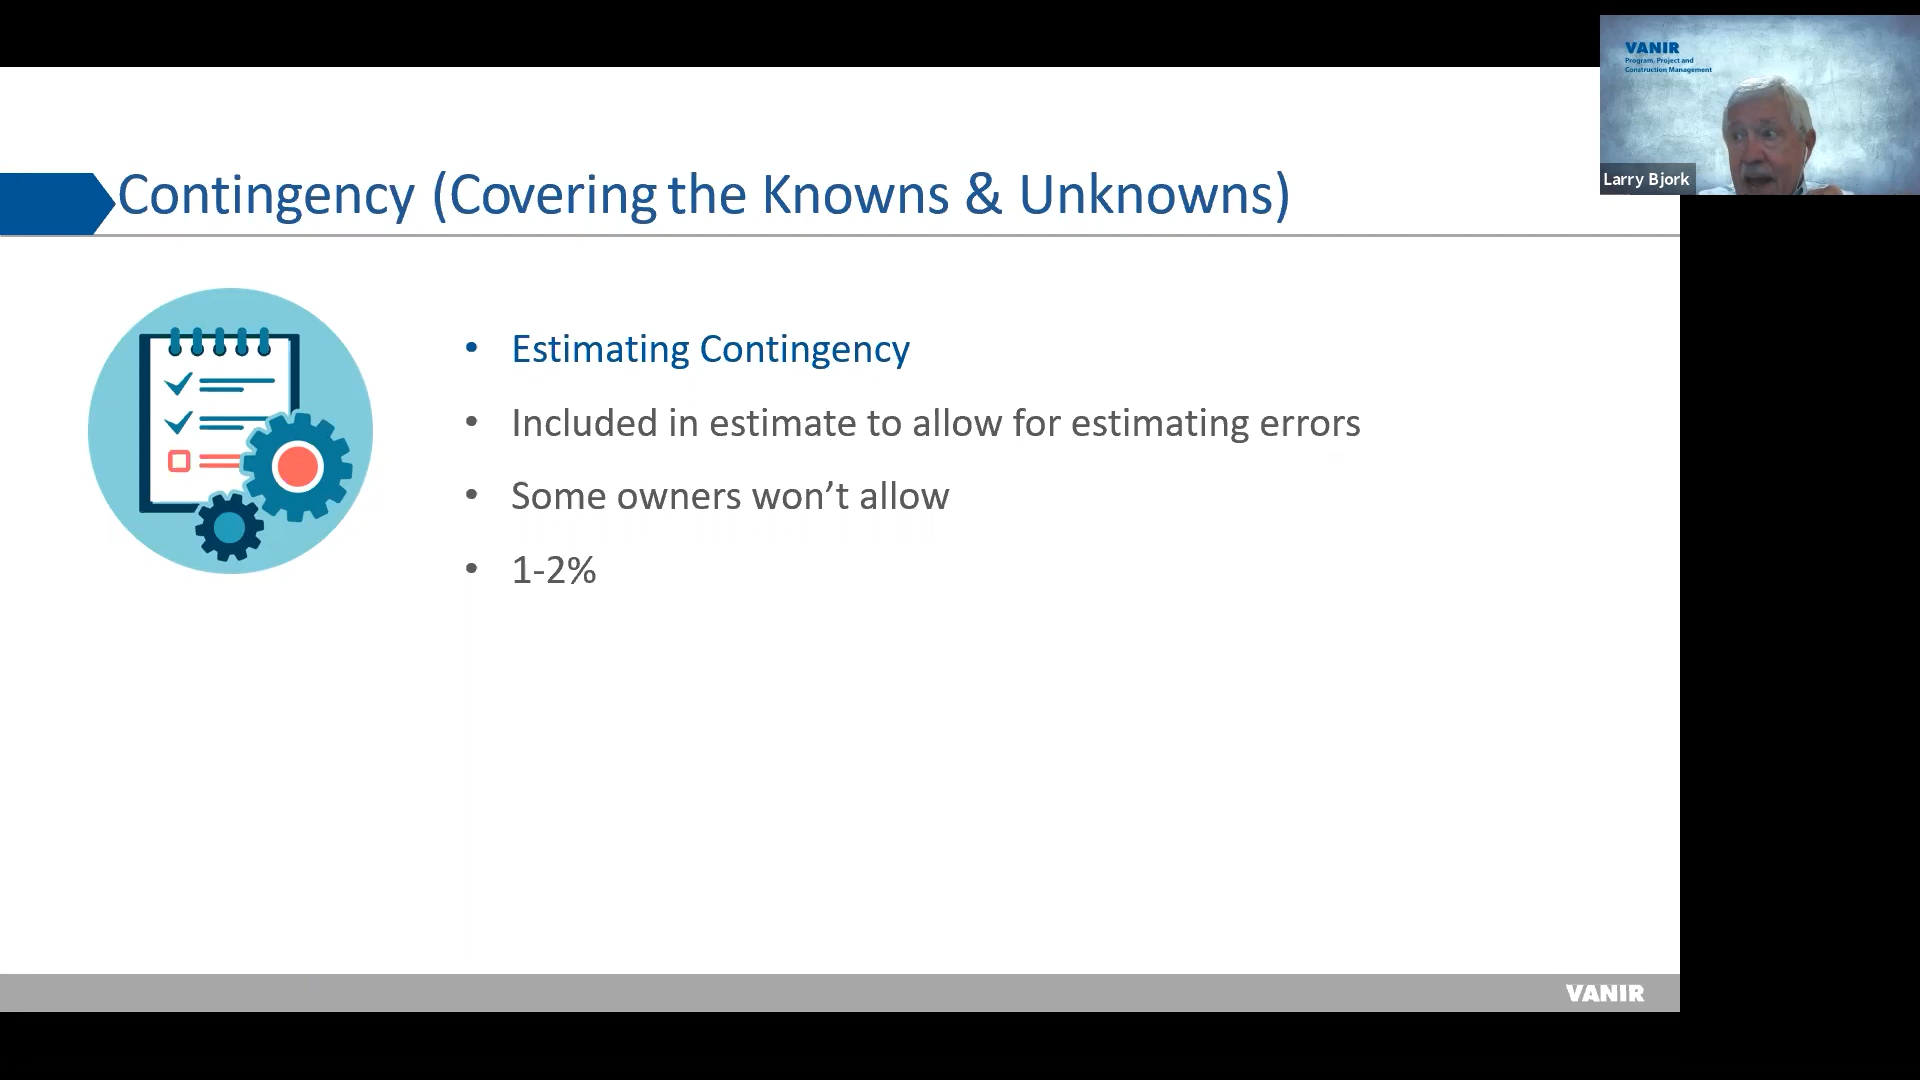 VANIR
Program, Project and
Construction Management
Larry Bjork
Contingency (Covering the Knowns & Unknowns)
• Estimating Contingency
• Included in estimate to allow for estimating errors
• Some owners won’t allow
• 1-2%
VANIR